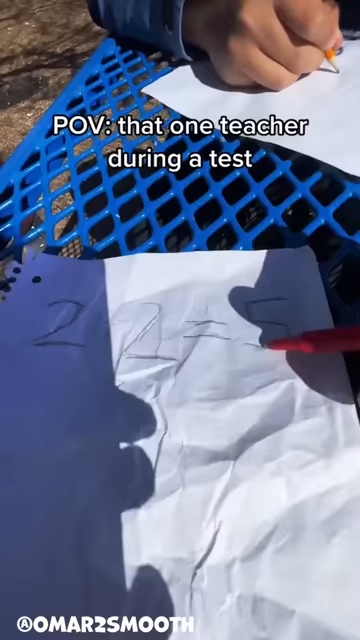 POV: that one teacher
during a test
2 2 = 5
@OMAR2SMOOTH